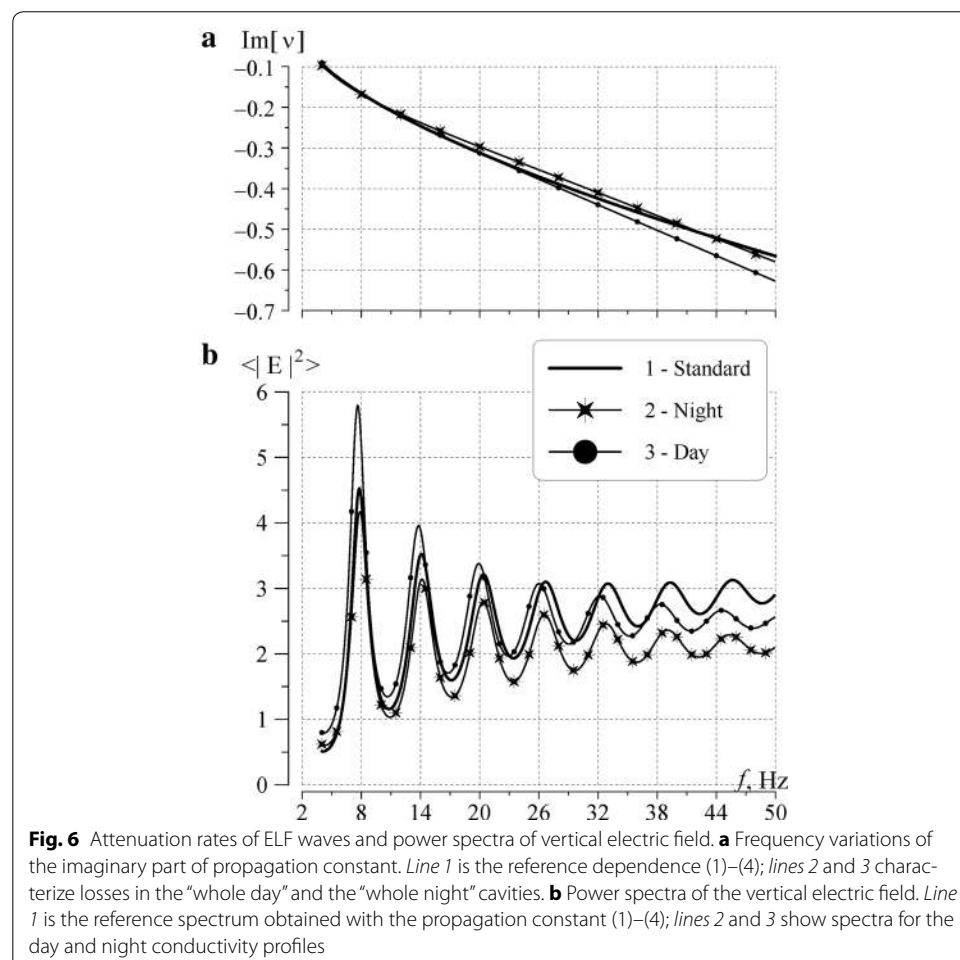 a Im[ν]
−0.1
−0.2
−0.3
−0.4
−0.5
−0.6
−0.7
b <| E |²>
1 - Standard
2 - Night
3 - Day
6
5
4
3
2
1
0
f, Hz
2 8 14 20 26 32 38 44 50
Fig. 6 Attenuation rates of ELF waves and power spectra of vertical electric field. a Frequency variations of
the imaginary part of propagation constant. Line 1 is the reference dependence (1)–(4); lines 2 and 3 charac-
terize losses in the “whole day” and the “whole night” cavities. b Power spectra of the vertical electric field. Line
1 is the reference spectrum obtained with the propagation constant (1)–(4); lines 2 and 3 show spectra for the
day and night conductivity profiles